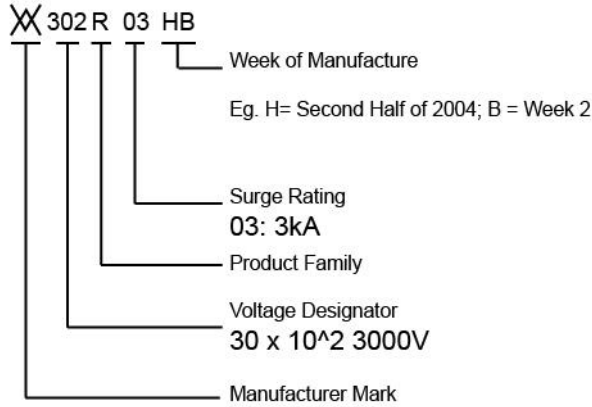 302 R 03 HB
Week of Manufacture
Eg. H= Second Half of 2004; B = Week 2
Surge Rating
03: 3kA
Product Family
Voltage Designator
30 x 10^2 3000V
Manufacturer Mark